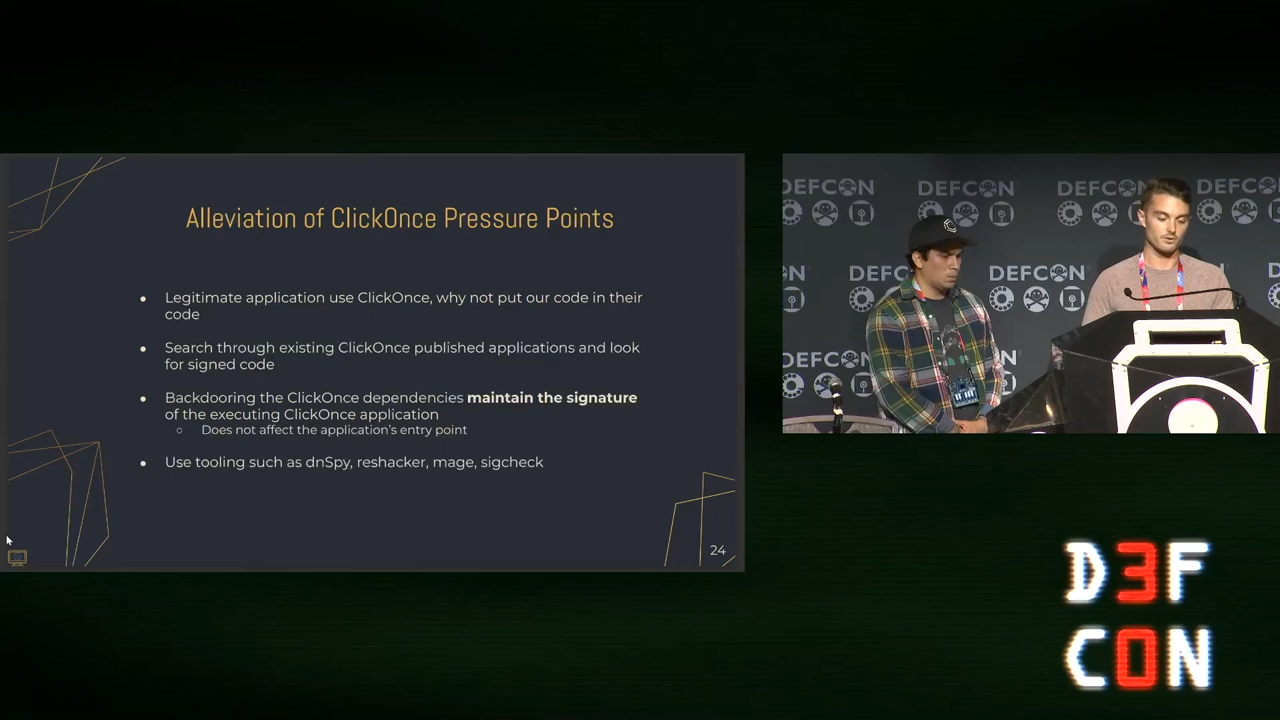 Alleviation of ClickOnce Pressure Points
● Legitimate application use ClickOnce, why not put our code in their
code
● Search through existing ClickOnce published applications and look
for signed code
● Backdooring the ClickOnce dependencies maintain the signature
of the executing ClickOnce application
○ Does not affect the application's entry point
● Use tooling such as dnSpy, reshacker, mage, sigcheck
24
DEFCON DEFCON DEFCON DEFCON
CON DEFCON DEFCON DEFCON
DEFCON
D3F
C0N